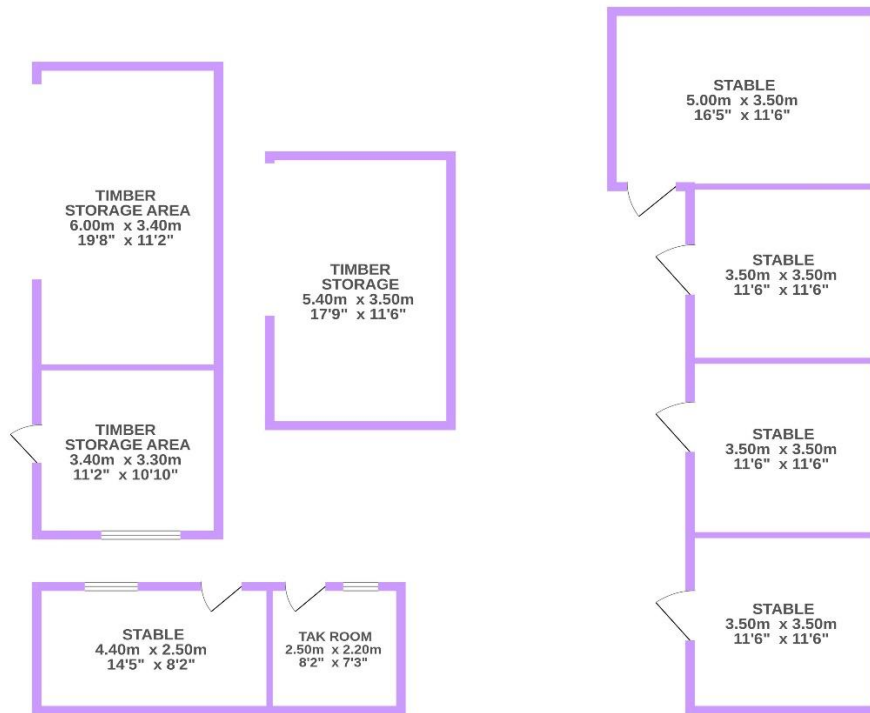 TIMBER
STORAGE AREA
6.00m x 3.40m
19'8" x 11'2"
TIMBER
STORAGE AREA
3.40m x 3.30m
11'2" x 10'10"
TIMBER
STORAGE
5.40m x 3.50m
17'9" x 11'6"
STABLE
4.40m x 2.50m
14'5" x 8'2"
TAK ROOM
2.50m x 2.20m
8'2" x 7'3"
STABLE
5.00m x 3.50m
16'5" x 11'6"
STABLE
3.50m x 3.50m
11'6" x 11'6"
STABLE
3.50m x 3.50m
11'6" x 11'6"
STABLE
3.50m x 3.50m
11'6" x 11'6"